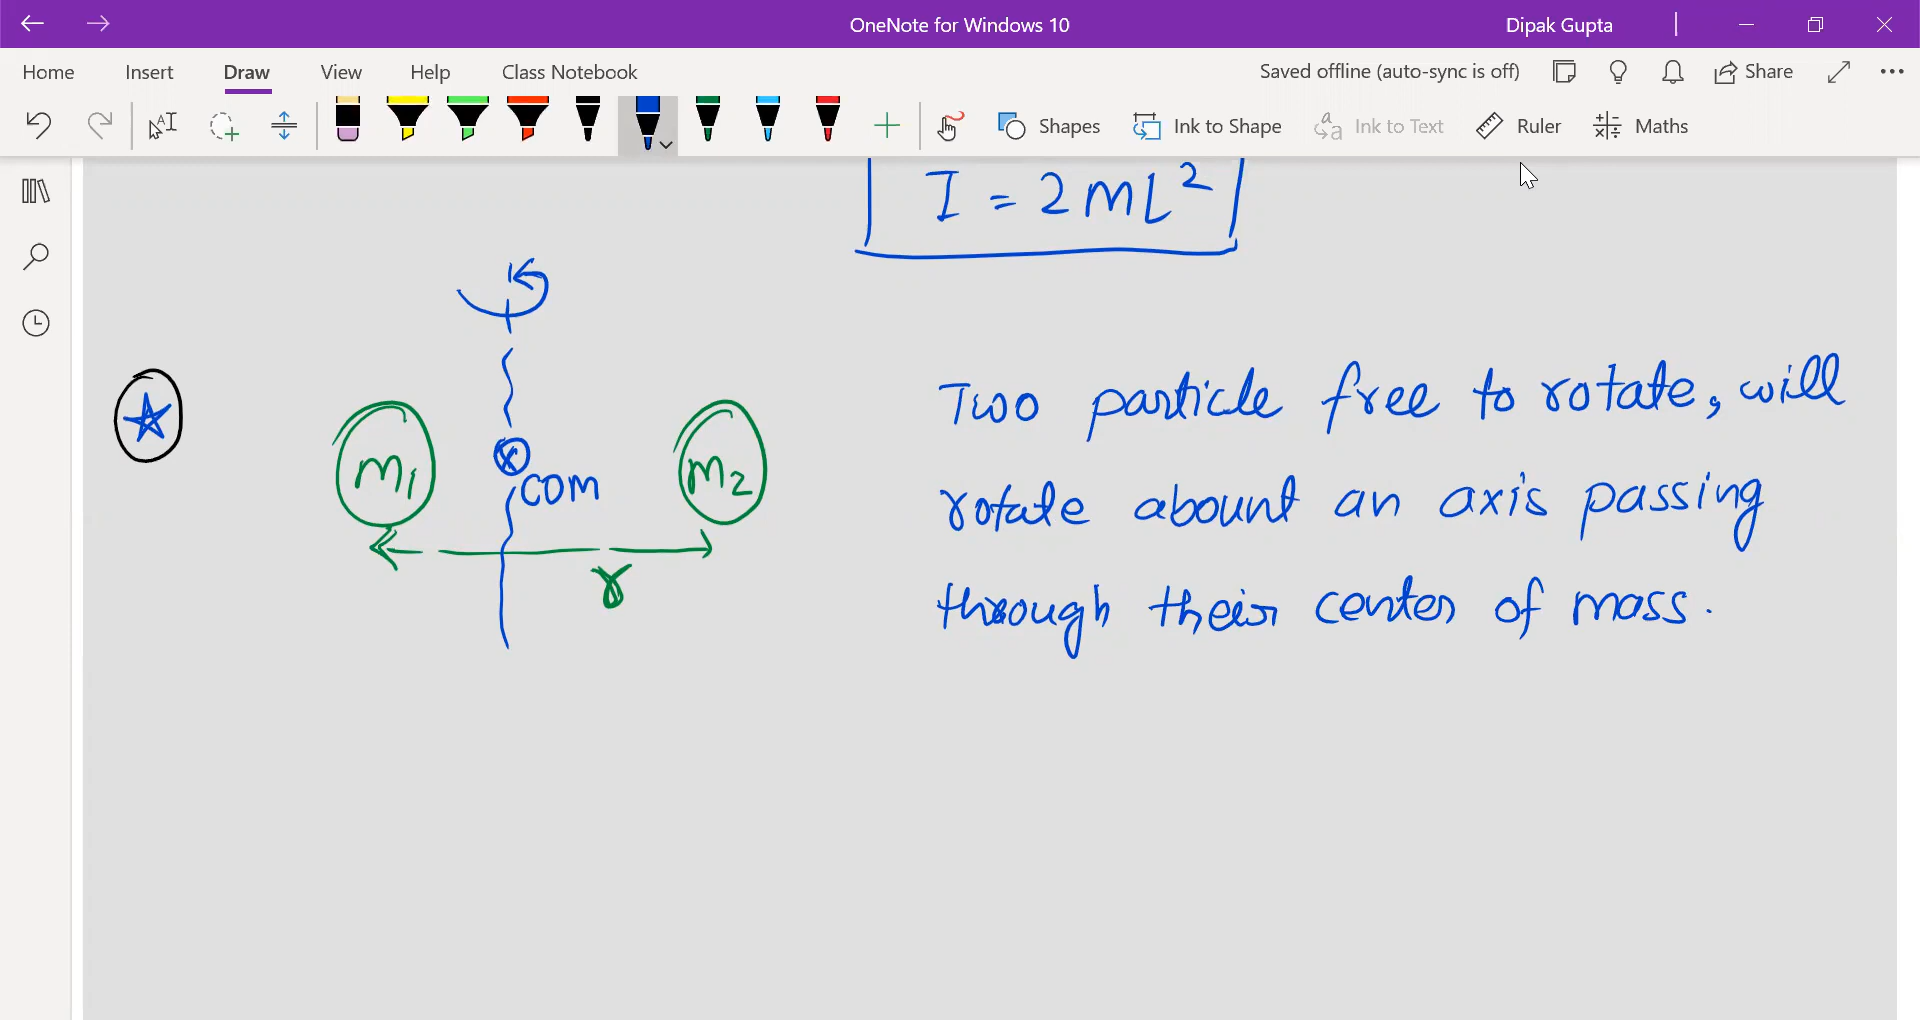 OneNote for Windows 10
Dipak Gupta
Home Insert Draw View Help Class Notebook
Saved offline (auto-sync is off) Share
Shapes Ink to Shape Ink to Text Ruler Maths
I = 2mL²
Two particle free to rotate, will
rotate abount an axis passing
through their center of mass.
m₁ com m₂
r